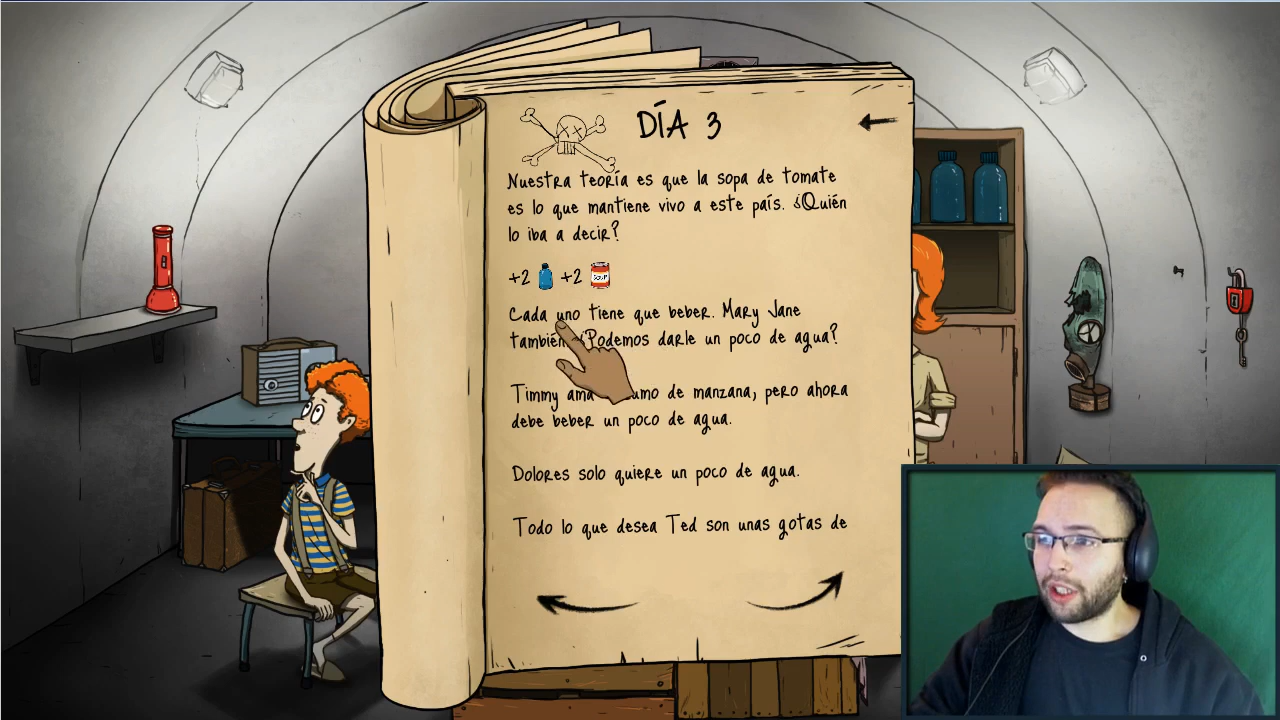 DÍA 3
Nuestra teoría es que la sopa de tomate
es lo que mantiene vivo a este país. ¿Quién
lo iba a decir?
+2 +2
SOUP
Cada uno tiene que beber. Mary Jane
también. ¿Podemos darle un poco de agua?
Timmy ama zumo de manzana, pero ahora
debe beber un poco de agua.
Dolores solo quiere un poco de agua.
Todo lo que desea Ted son unas gotas de